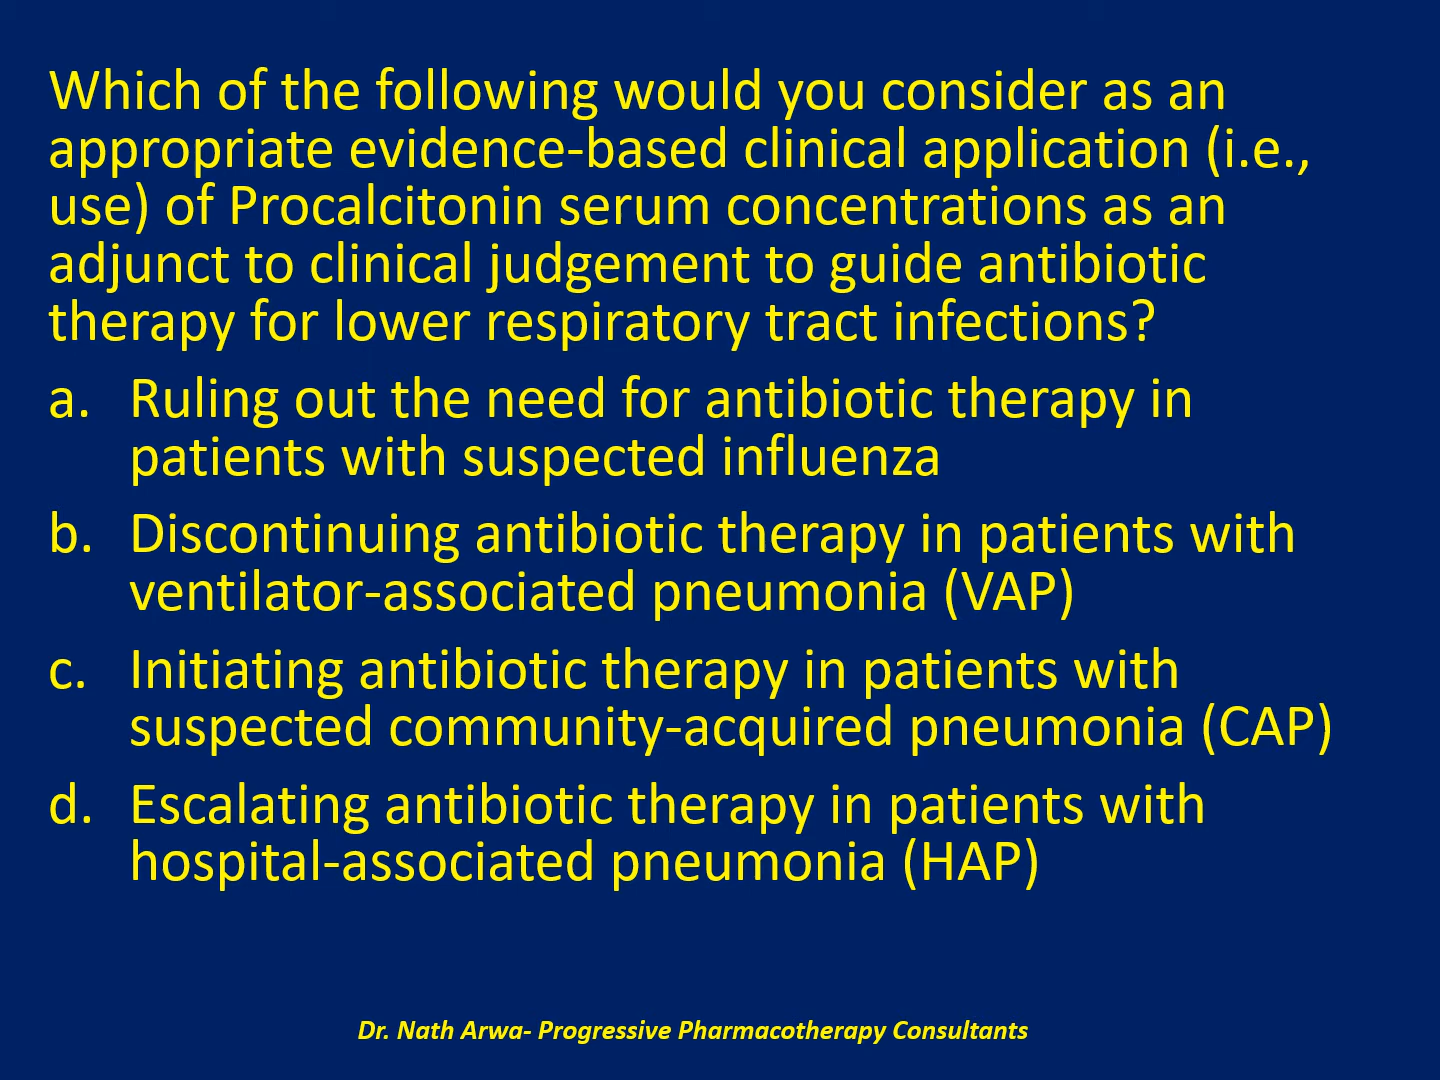 Which of the following would you consider as an
appropriate evidence-based clinical application (i.e.,
use) of Procalcitonin serum concentrations as an
adjunct to clinical judgement to guide antibiotic
therapy for lower respiratory tract infections?
a. Ruling out the need for antibiotic therapy in
patients with suspected influenza
b. Discontinuing antibiotic therapy in patients with
ventilator-associated pneumonia (VAP)
c. Initiating antibiotic therapy in patients with
suspected community-acquired pneumonia (CAP)
d. Escalating antibiotic therapy in patients with
hospital-associated pneumonia (HAP)
Dr. Nath Arwa- Progressive Pharmacotherapy Consultants